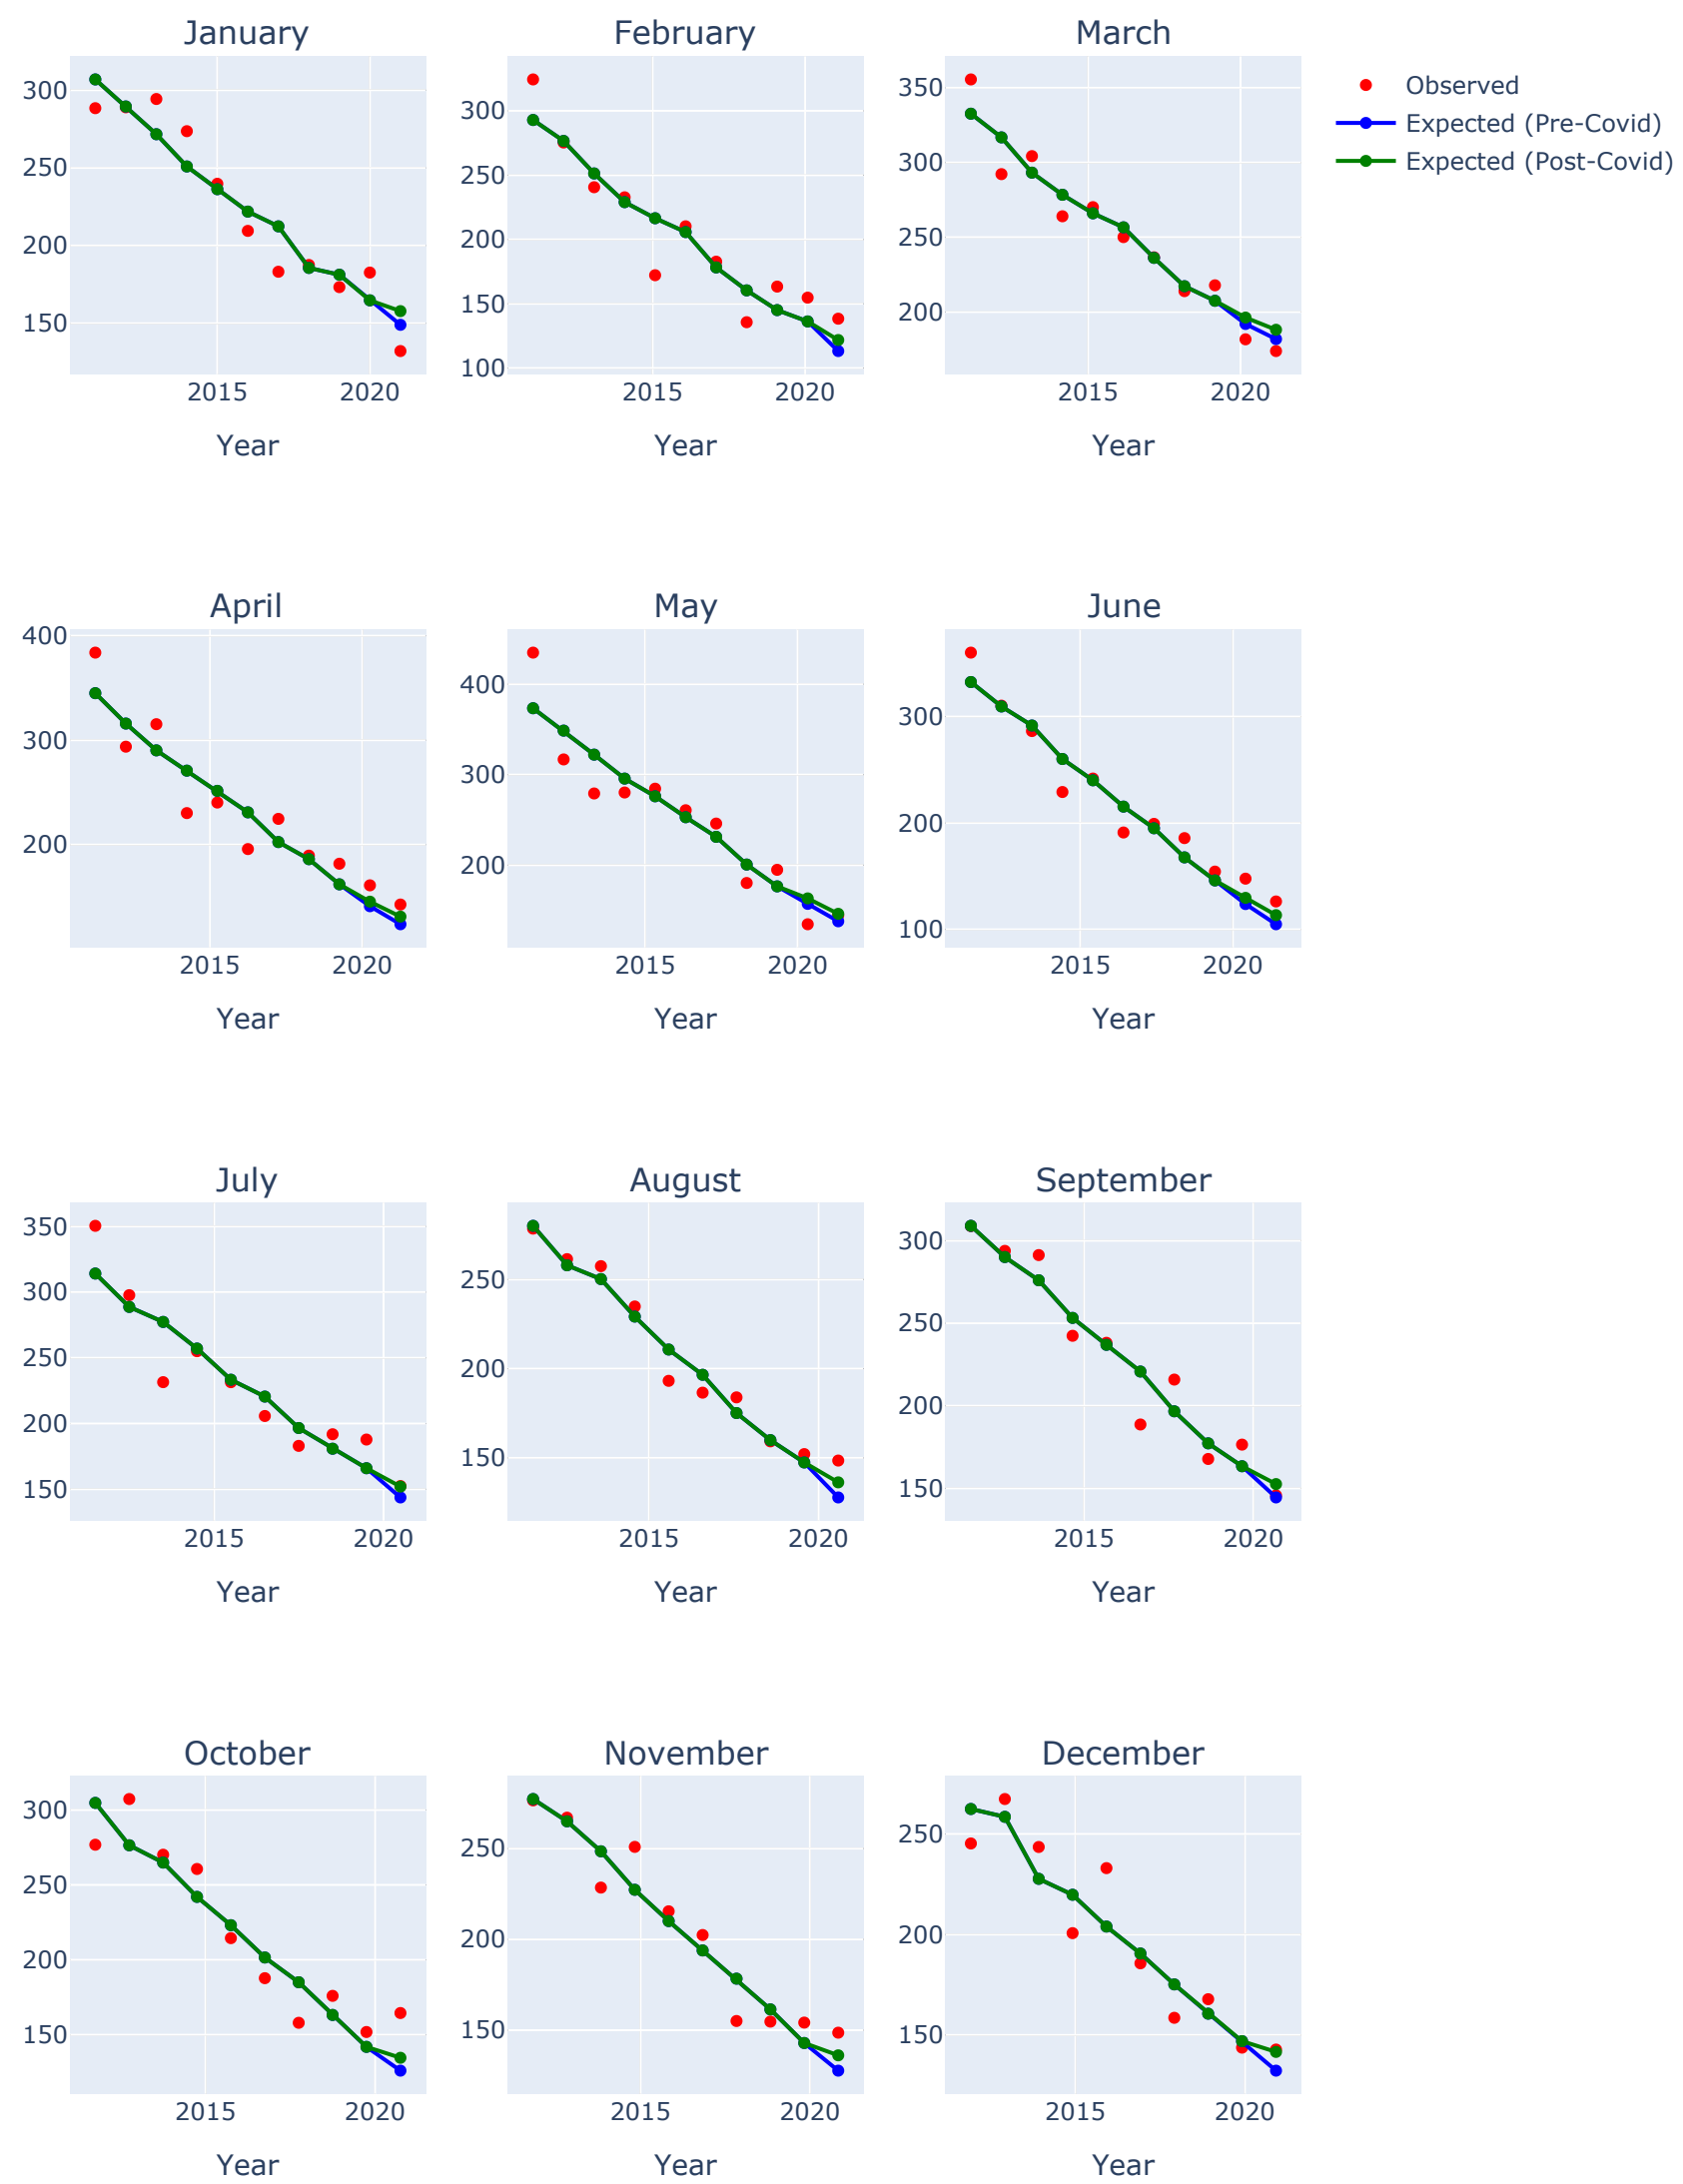 January
February
March
300
250
200
150
2015
2020
Year
300
250
200
150
100
2015
2020
Year
350
300
250
200
2015
2020
Year
Observed
Expected (Pre-Covid)
Expected (Post-Covid)
April
May
June
400
300
200
2015
2020
Year
400
300
200
2015
2020
Year
300
200
100
2015
2020
Year
July
August
September
350
300
250
200
150
2015
2020
Year
250
200
150
2015
2020
Year
300
250
200
150
2015
2020
Year
October
November
December
300
250
200
150
2015
2020
Year
250
200
150
2015
2020
Year
250
200
150
2015
2020
Year